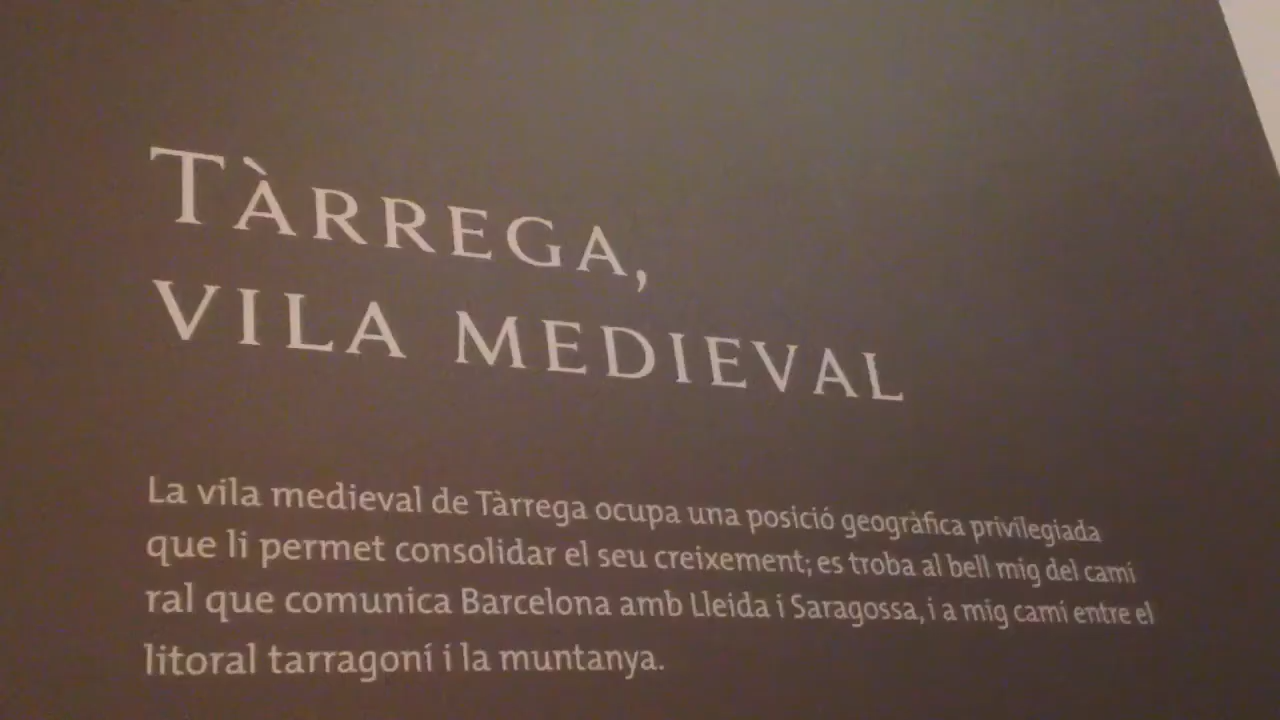 TÀRREGA,
VILA MEDIEVAL
La vila medieval de Tàrrega ocupa una posició geogràfica privilegiada
que li permet consolidar el seu creixement; es troba al bell mig del camí
ral que comunica Barcelona amb Lleida i Saragossa, i a mig camí entre el
litoral tarragoní i la muntanya.